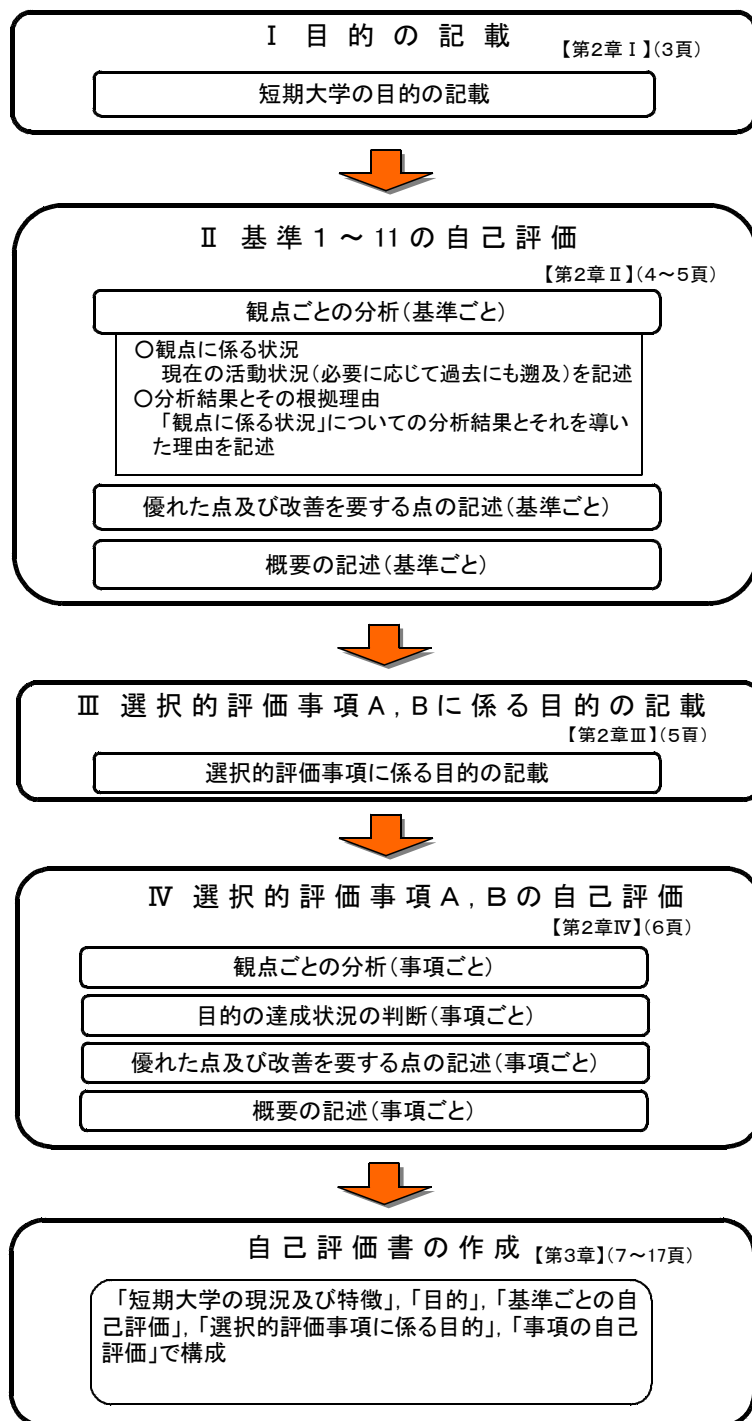 Ⅰ 目的の記載 【第2章Ⅰ】(3頁)
短期大学の目的の記載
Ⅱ 基準1～11の自己評価
【第2章Ⅱ】(4～5頁)
観点ごとの分析(基準ごと)
○観点に係る状況
現在の活動状況(必要に応じて過去にも遡及)を記述
○分析結果とその根拠理由
「観点に係る状況」についての分析結果とそれを導い
た理由を記述
優れた点及び改善を要する点の記述(基準ごと)
概要の記述(基準ごと)
Ⅲ 選択的評価事項A,Bに係る目的の記載
【第2章Ⅲ】(5頁)
選択的評価事項に係る目的の記載
Ⅳ 選択的評価事項A,Bの自己評価
【第2章Ⅳ】(6頁)
観点ごとの分析(事項ごと)
目的の達成状況の判断(事項ごと)
優れた点及び改善を要する点の記述(事項ごと)
概要の記述(事項ごと)
自己評価書の作成 【第3章】(7～17頁)
「短期大学の現況及び特徴」,「目的」,「基準ごとの自
己評価」,「選択的評価事項に係る目的」,「事項の自己
評価」で構成